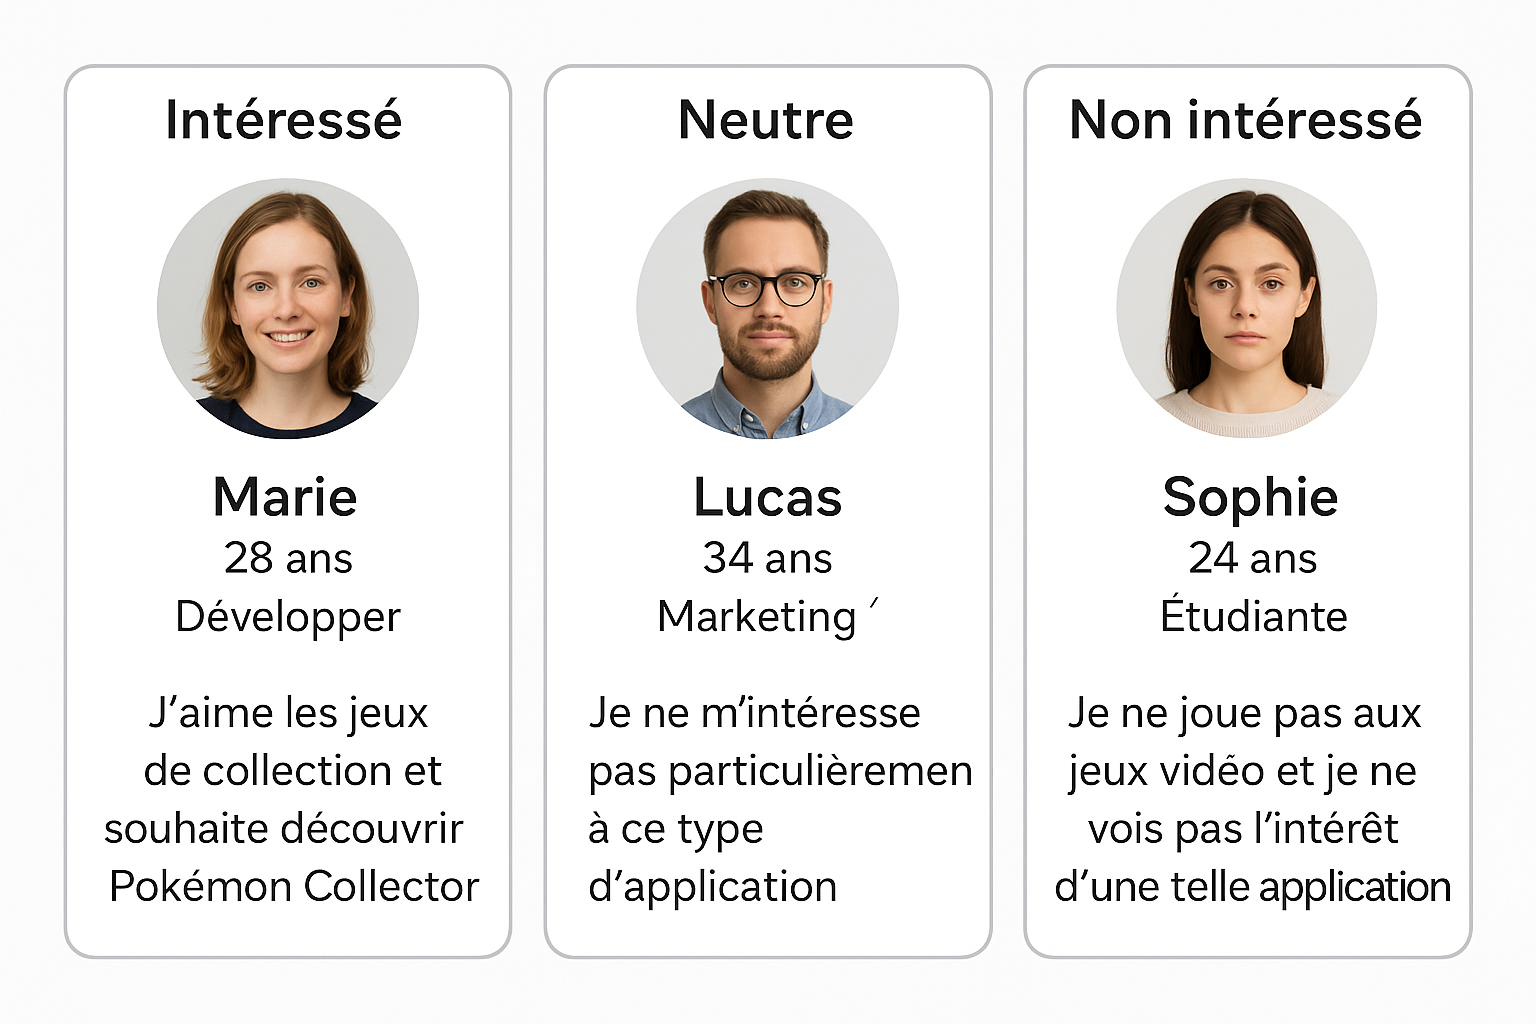 Intéressé
Marie
28 ans
Développer
J’aime les jeux
de collection et
souhaite découvrir
Pokémon Collector
Neutre
Lucas
34 ans
Marketing ´
Je ne m’intéresse
pas particulièremen
à ce type
d’application
Non intéressé
Sophie
24 ans
Étudiante
Je ne joue pas aux
jeux vidéo et je ne
vois pas l’intérêt
d’une telle application